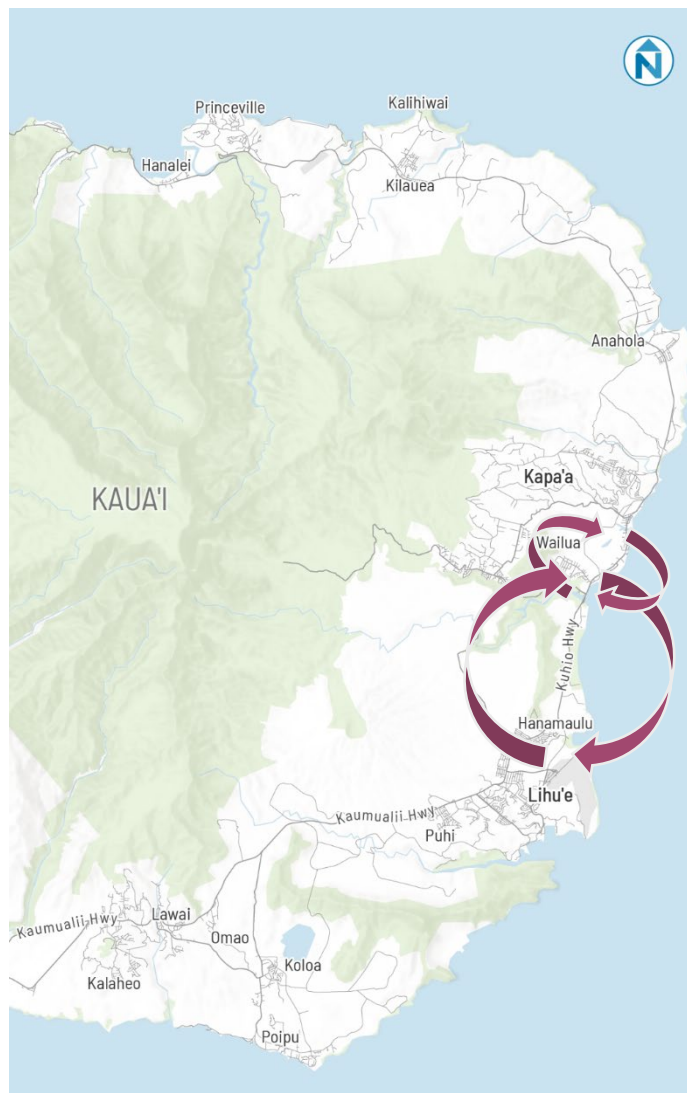 N
Princeville
Kalihiwai
Hanalei
Kilauea
Anahola
Kapa'a
KAUA'I
Wailua
Kuhio Hwy
Hanamaulu
Lihu'e
Kaumualii Hwy
Puhi
Kaumualii Hwy
Lawai
Omao
Koloa
Kalaheo
Poipu